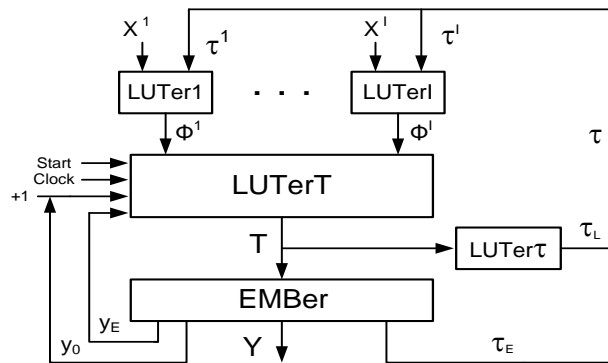 X¹ τ¹ Xᴵ τᴵ
LUTer1 . . . LUTerI
Φ¹ Φᴵ τ
Start
Clock
+1
LUTerT
T LUTerτ τL
EMBer
y0 yE Y τE